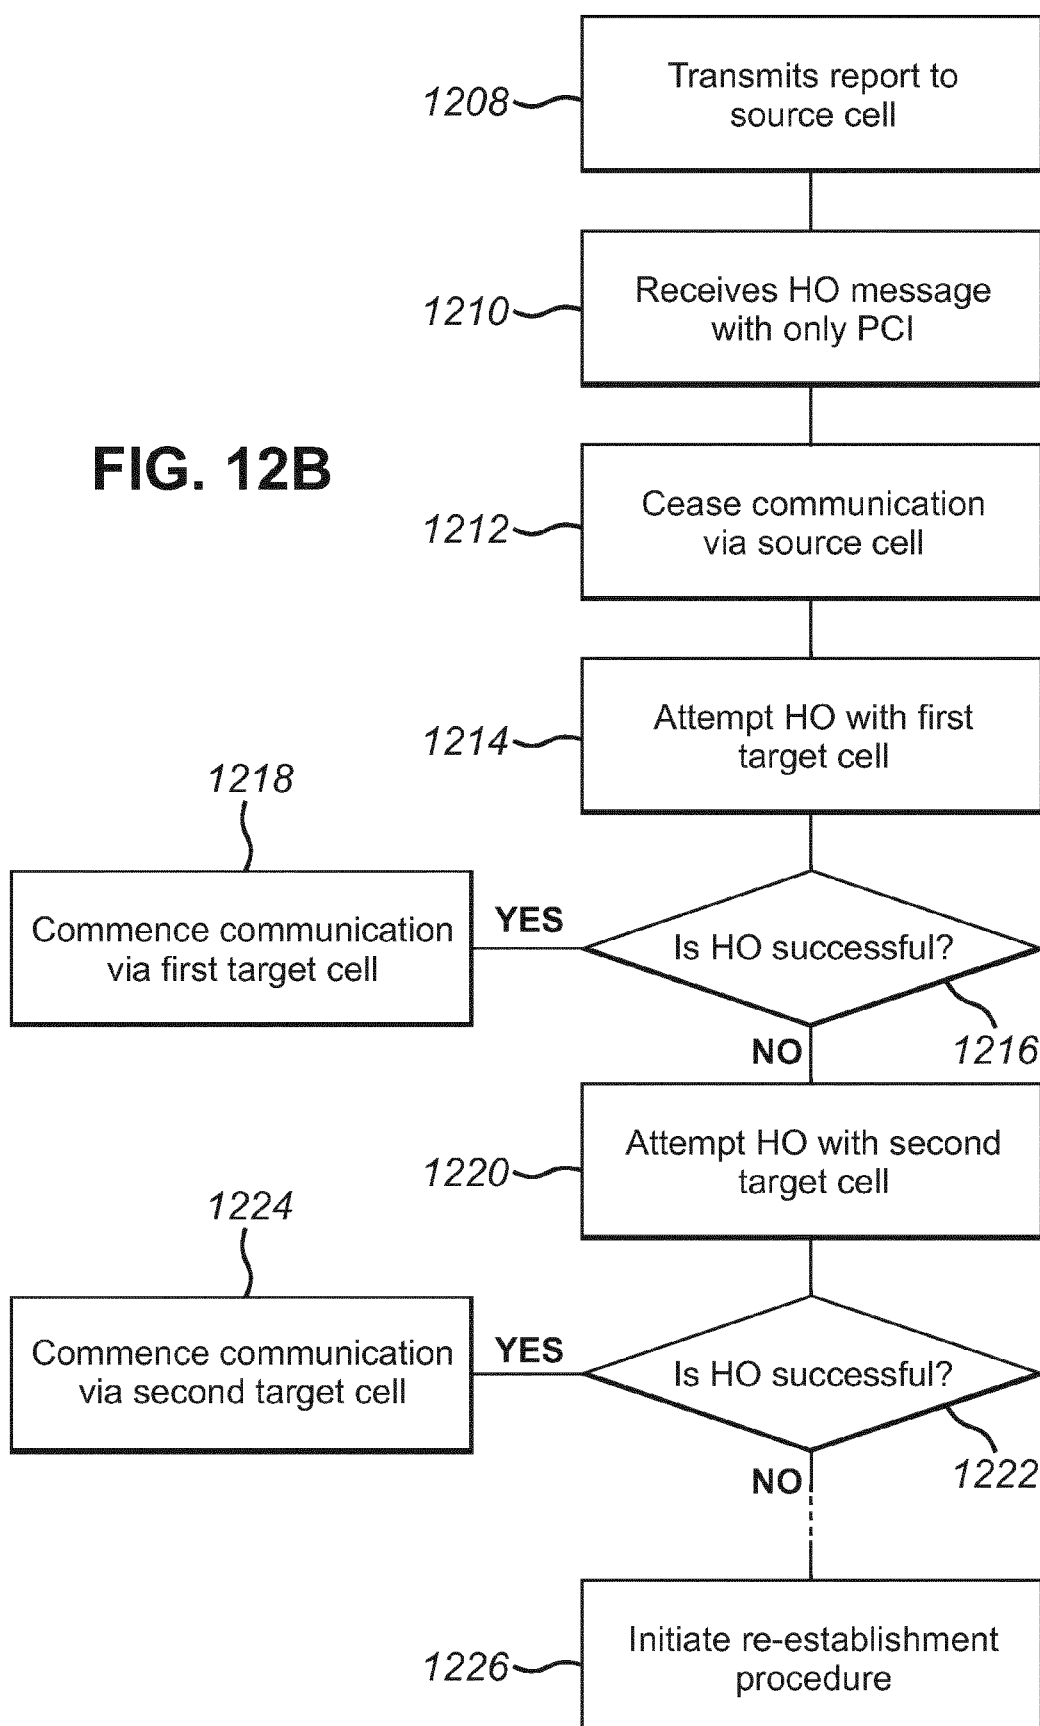 1208
Transmits report to
source cell
1210
Receives HO message
with only PCI
FIG. 12B
1212
Cease communication
via source cell
1214
Attempt HO with first
target cell
1218
Commence communication
via first target cell
YES
Is HO successful?
1216
NO
1220
Attempt HO with second
target cell
1224
Commence communication
via second target cell
YES
Is HO successful?
1222
NO
1226
Initiate re-establishment
procedure